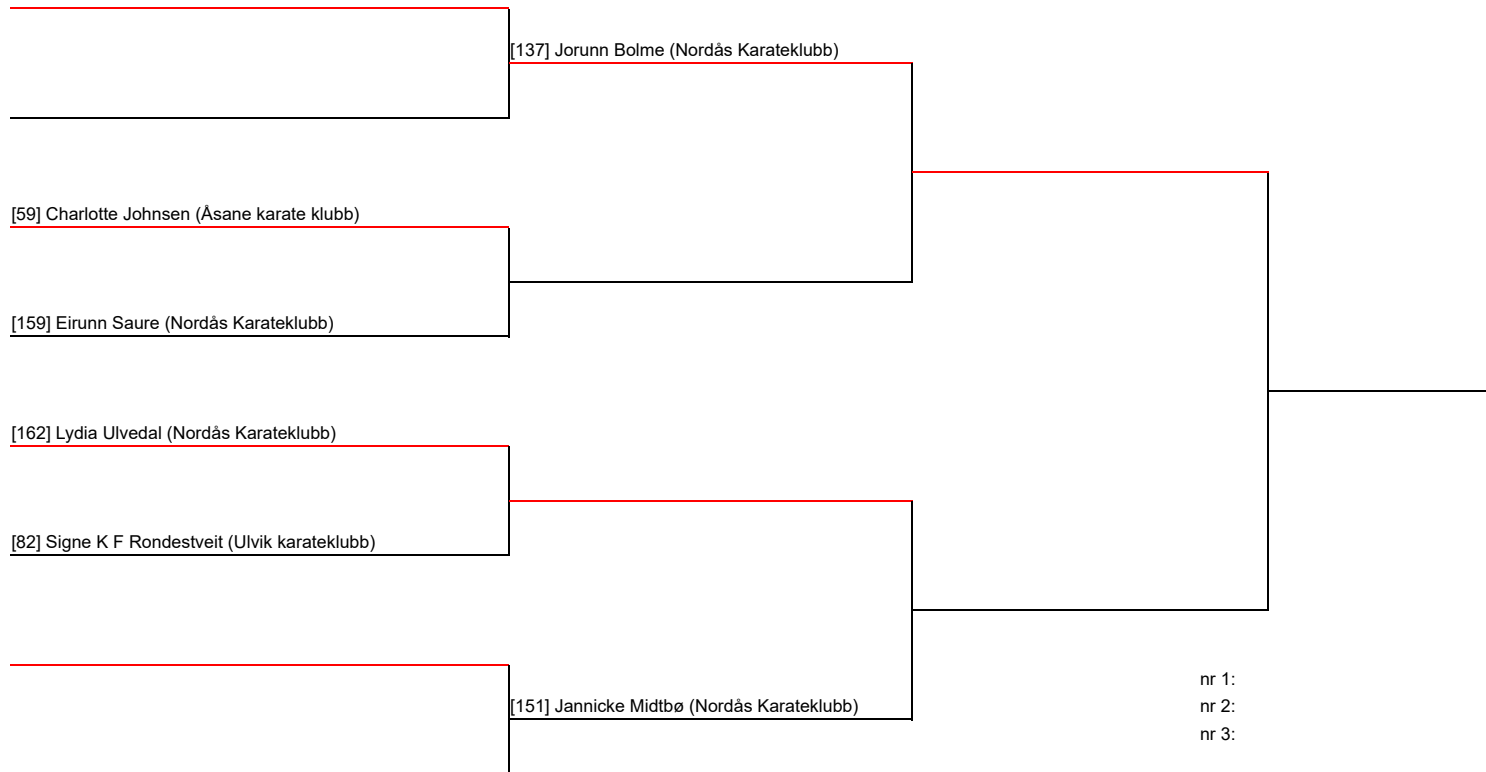 [137] Jorunn Bolme (Nordås Karateklubb)
[59] Charlotte Johnsen (Åsane karate klubb)
[159] Eirunn Saure (Nordås Karateklubb)
[162] Lydia Ulvedal (Nordås Karateklubb)
[82] Signe K F Rondestveit (Ulvik karateklubb)
[151] Jannicke Midtbø (Nordås Karateklubb)
nr 1:
nr 2:
nr 3: